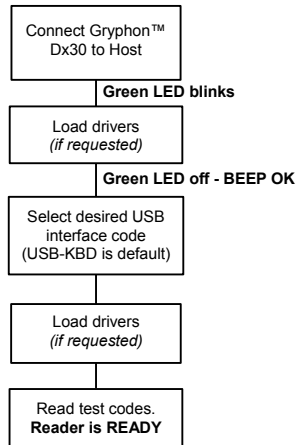 Connect Gryphon™
Dx30 to Host
Green LED blinks
Load drivers
(if requested)
Green LED off - BEEP OK
Select desired USB
interface code
(USB-KBD is default)
Load drivers
(if requested)
Read test codes.
Reader is READY